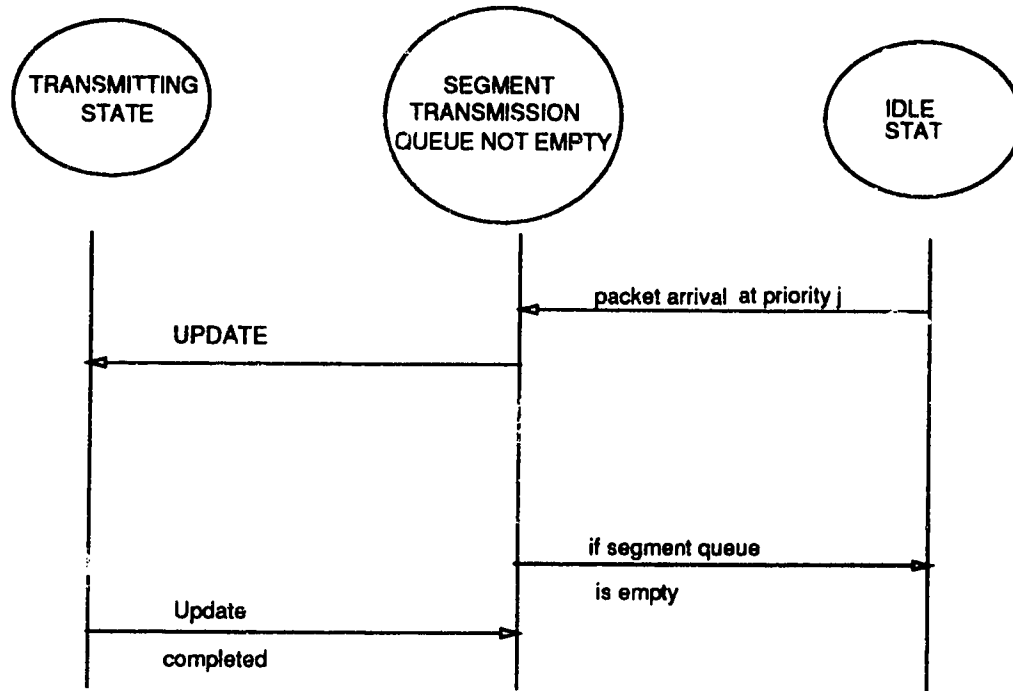 TRANSMITTING
STATE
SEGMENT
TRANSMISSION
QUEUE NOT EMPTY
IDLE
STAT
packet arrival at priority j
UPDATE
if segment queue
is empty
Update
completed